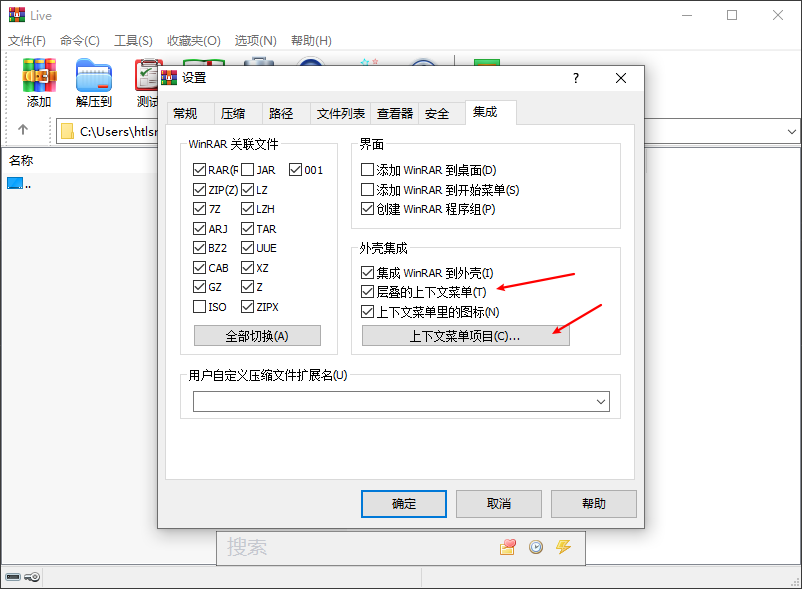 Live
文件(F) 命令(C) 工具(S) 收藏夹(O) 选项(N) 帮助(H)
添加 解压到 测试
C:\Users\htlsr
名称
..
设置
?
常规 压缩 路径 文件列表 查看器 安全 集成
WinRAR 关联文件
RAR(R JAR 001
ZIP(Z) LZ
7Z LZH
ARJ TAR
BZ2 UUE
CAB XZ
GZ Z
ISO ZIPX
全部切换(A)
界面
添加 WinRAR 到桌面(D)
添加 WinRAR 到开始菜单(S)
创建 WinRAR 程序组(P)
外壳集成
集成 WinRAR 到外壳(I)
层叠的上下文菜单(T)
上下文菜单里的图标(N)
上下文菜单项目(C)...
用户自定义压缩文件扩展名(U)
确定 取消 帮助
搜索